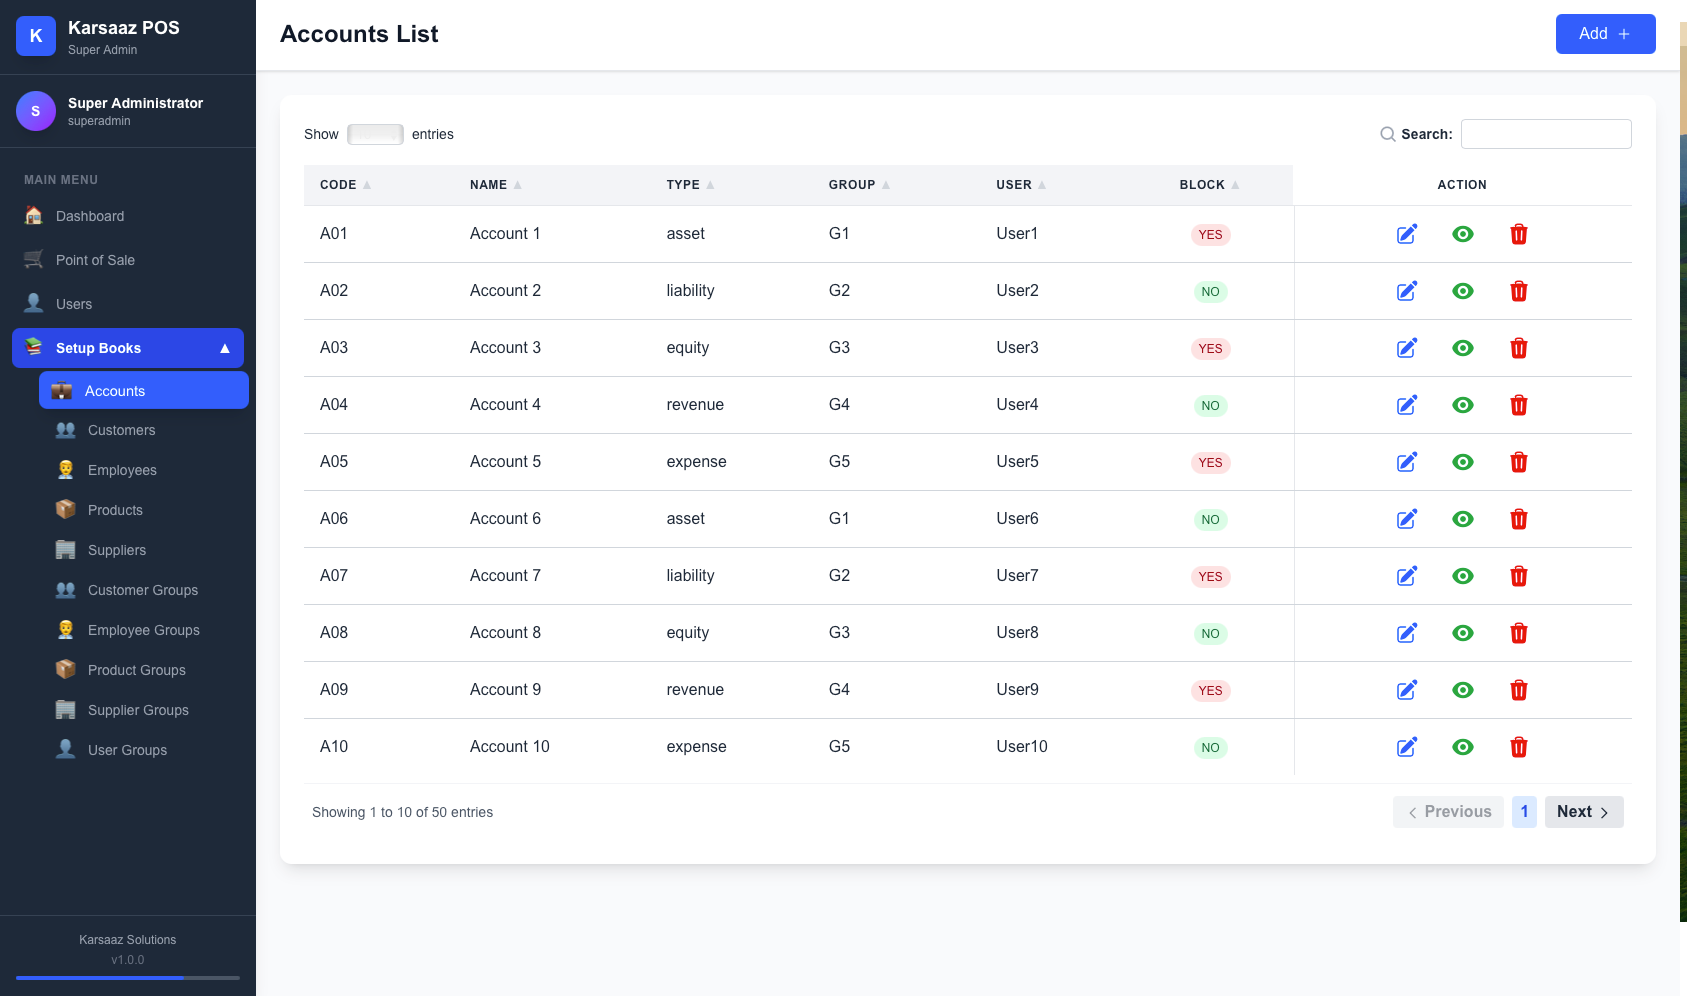 K
Karsaaz POS
Super Admin
S
Super Administrator
superadmin
MAIN MENU
Dashboard
Point of Sale
Users
Setup Books ▲
Accounts
Customers
Employees
Products
Suppliers
Customer Groups
Employee Groups
Product Groups
Supplier Groups
User Groups
Karsaaz Solutions
v1.0.0
Accounts List
Add +
Show entries
Search:
CODE ▲ NAME ▲ TYPE ▲ GROUP ▲ USER ▲ BLOCK ▲ ACTION
A01 Account 1 asset G1 User1 YES
A02 Account 2 liability G2 User2 NO
A03 Account 3 equity G3 User3 YES
A04 Account 4 revenue G4 User4 NO
A05 Account 5 expense G5 User5 YES
A06 Account 6 asset G1 User6 NO
A07 Account 7 liability G2 User7 YES
A08 Account 8 equity G3 User8 NO
A09 Account 9 revenue G4 User9 YES
A10 Account 10 expense G5 User10 NO
Showing 1 to 10 of 50 entries
Previous 1 Next